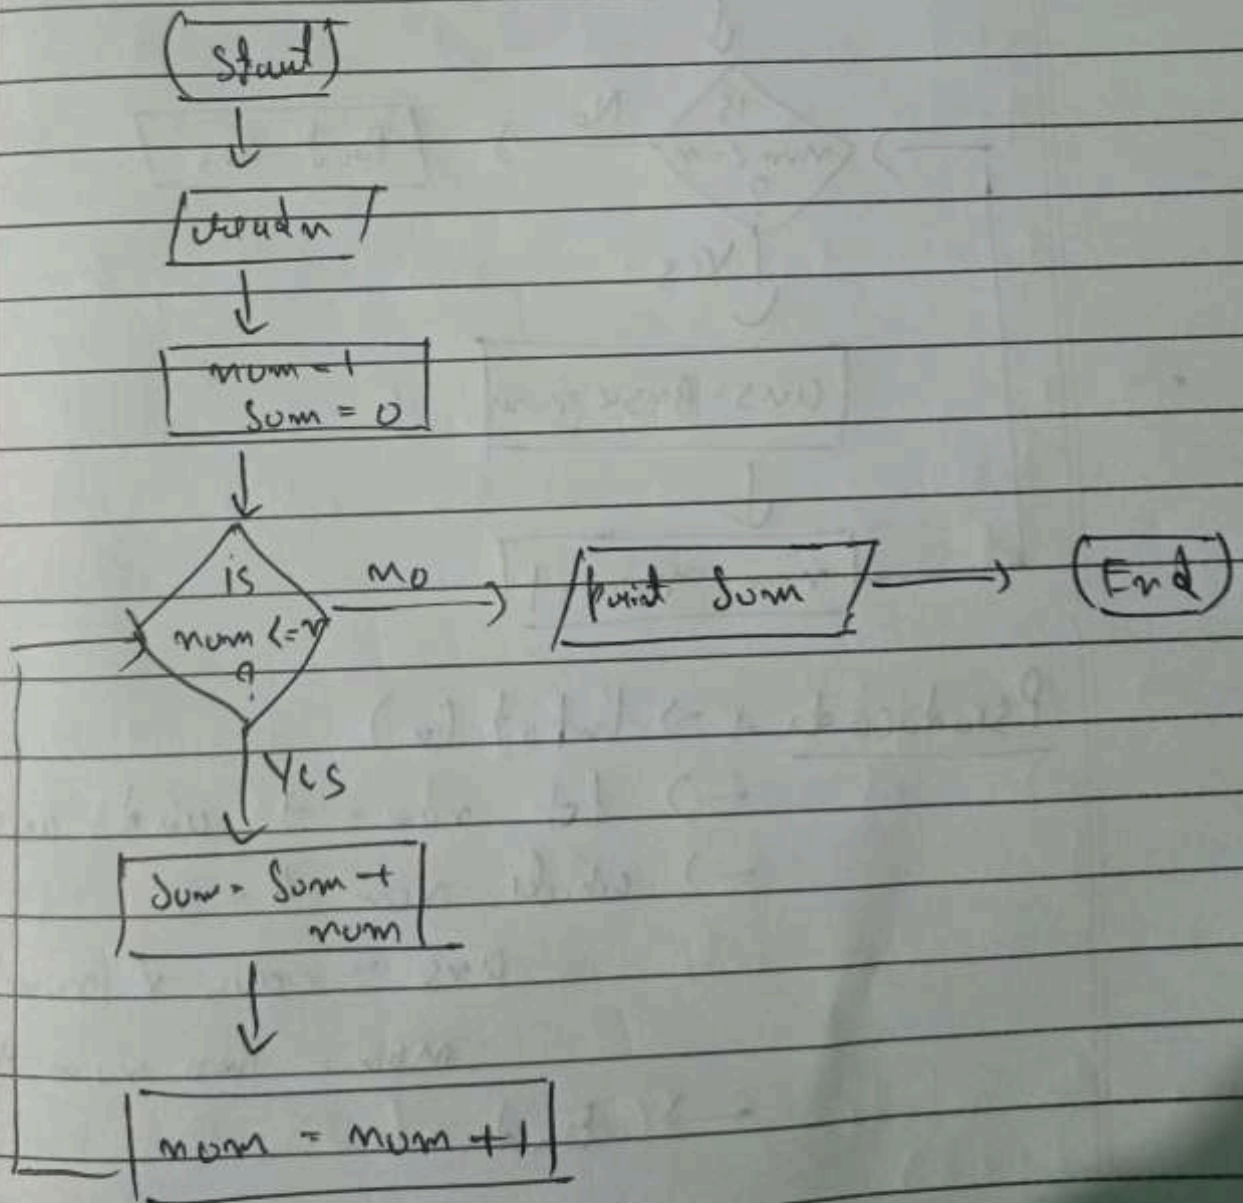 Start
read n
num = 1
Sum = 0
is
num <= n
?
No
Print Sum
End
Yes
Sum = Sum +
num
num = num + 1